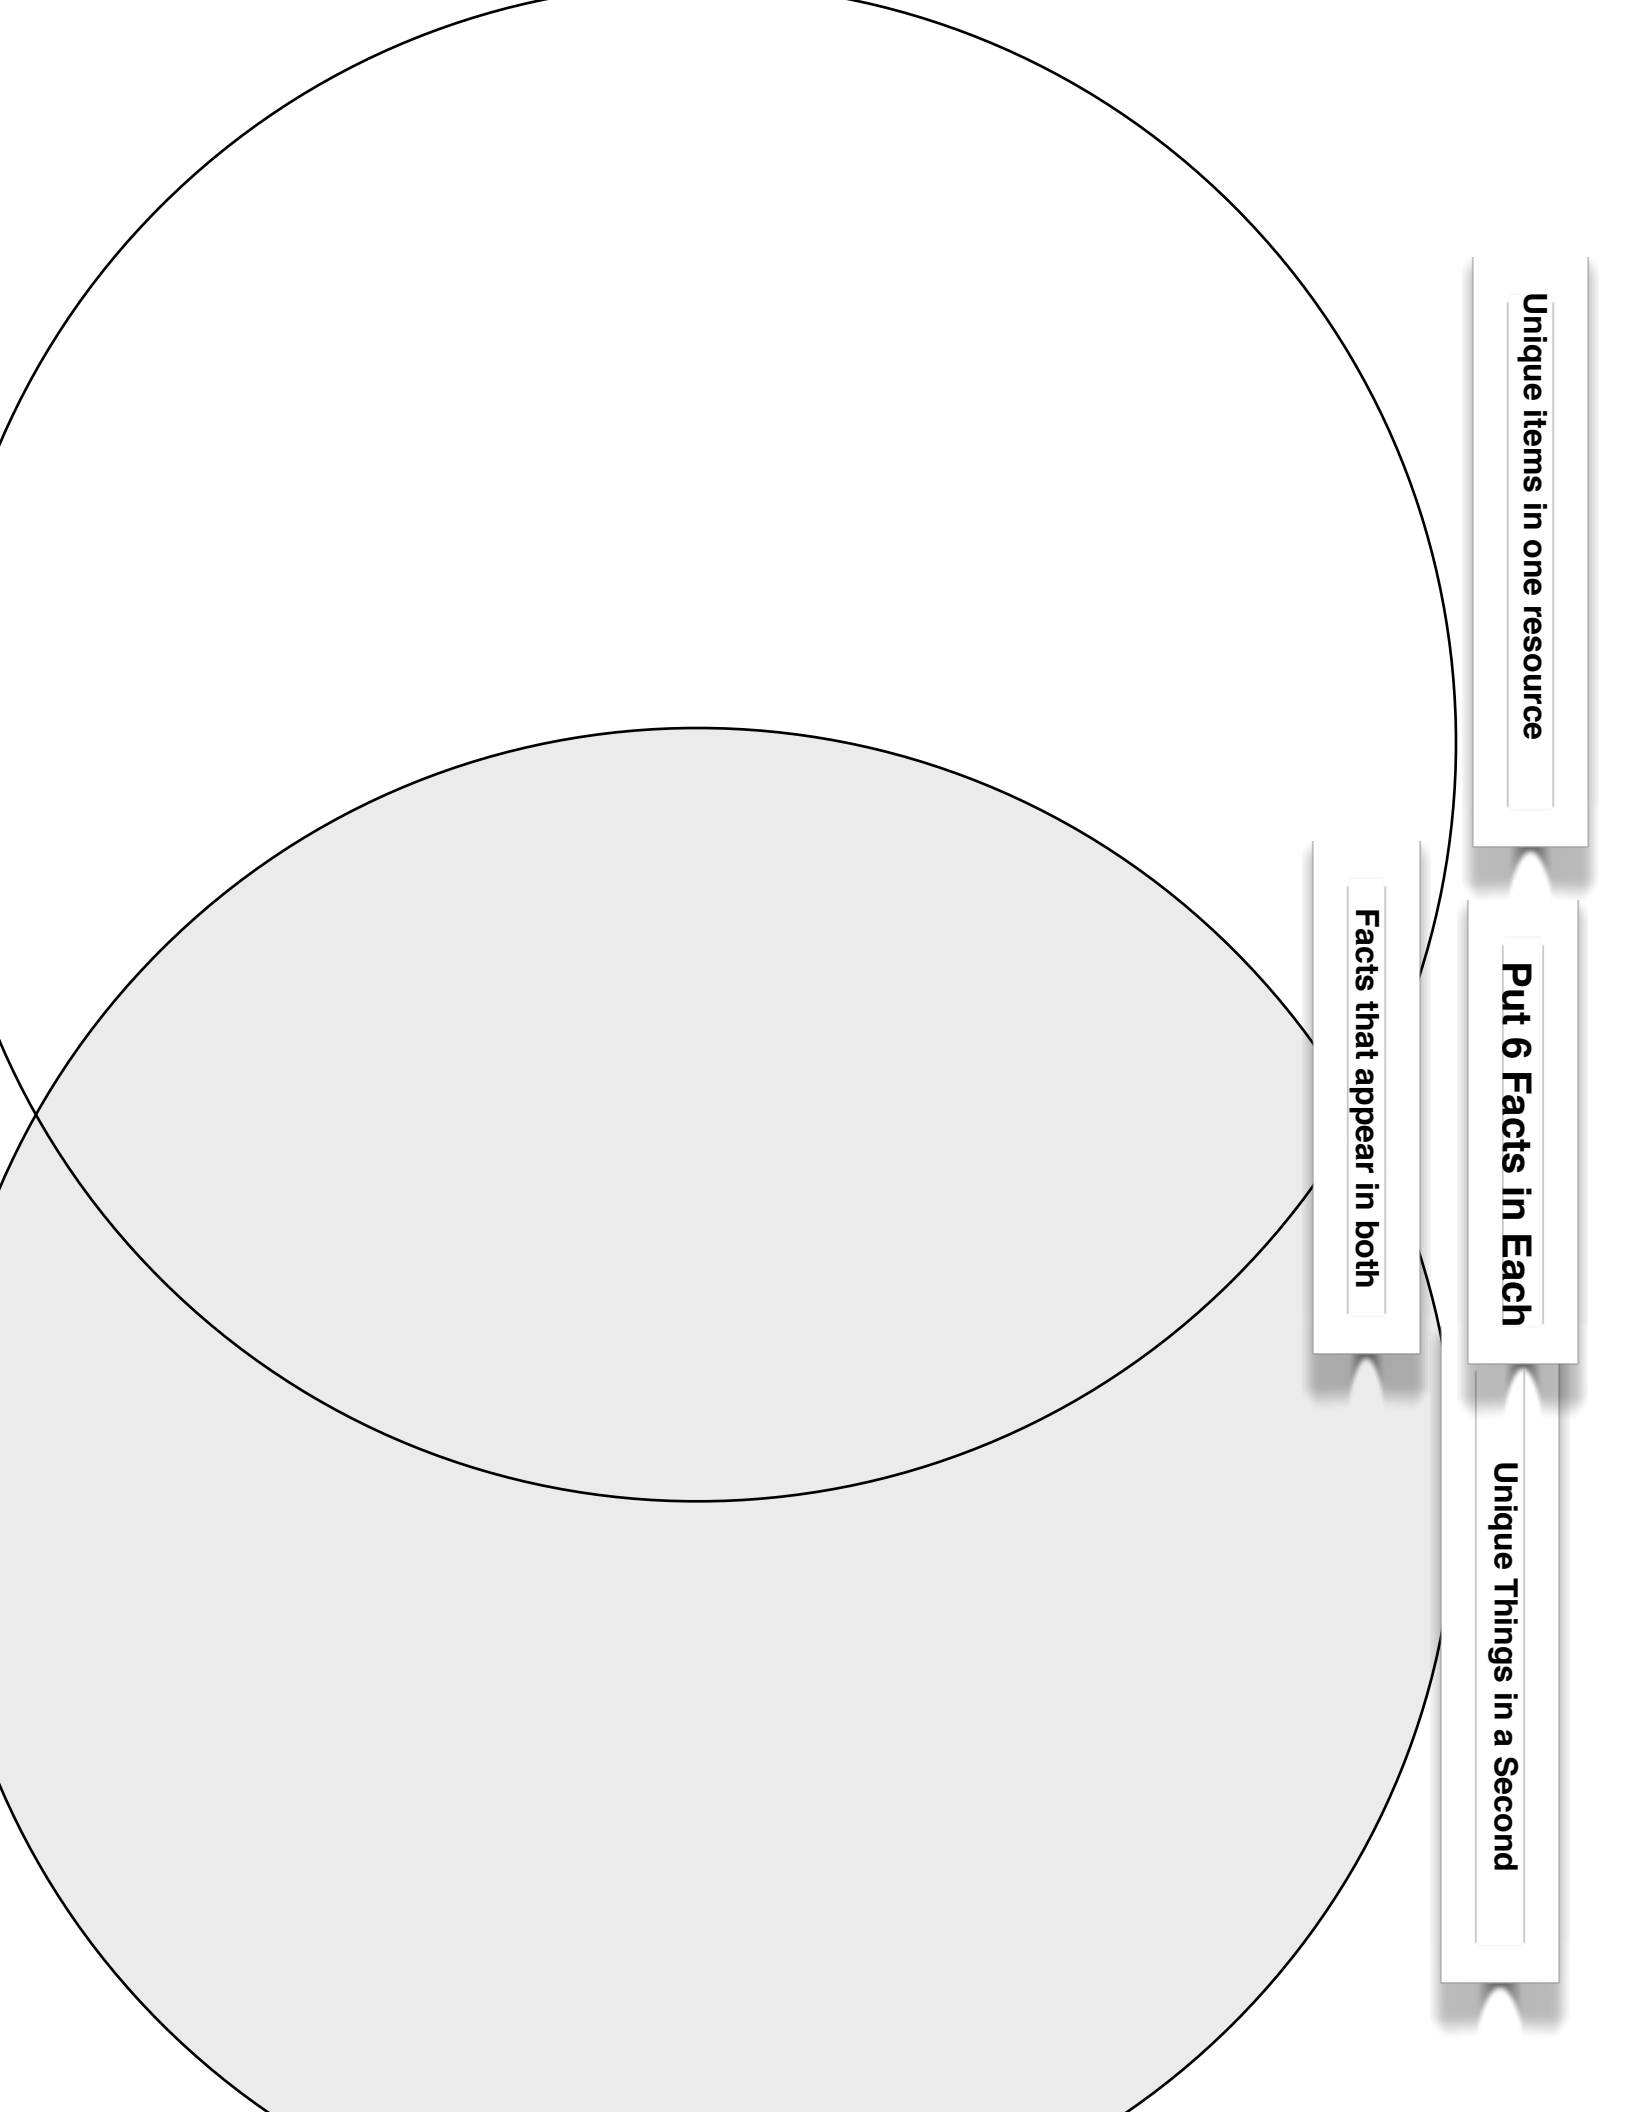 Unique items in one resource
Put 6 Facts in Each
Unique Things in a Second
Facts that appear in both